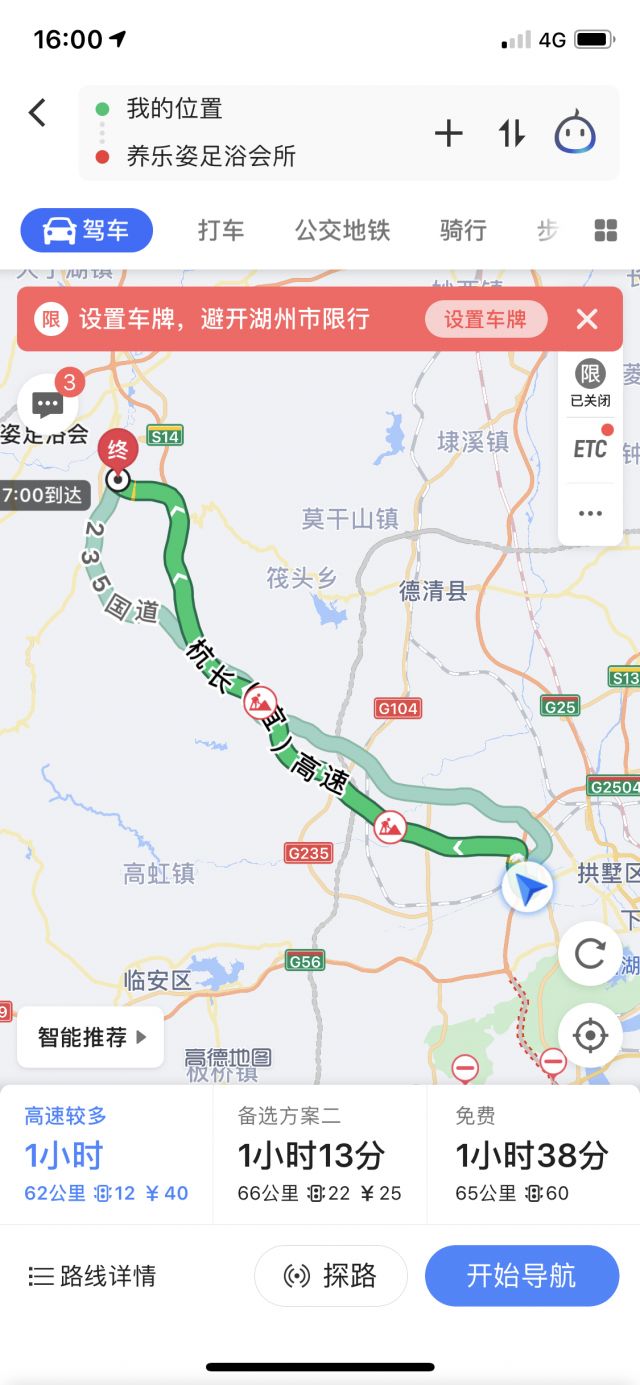 16:00
4G
我的位置
养乐姿足浴会所
驾车
打车
公交地铁
骑行
步
限
设置车牌，避开湖州市限行
设置车牌
3
限
已关闭
ETC
姿足浴会
终
S14
7:00到达
埭溪镇
莫干山镇
筏头乡
德清县
235国道
杭长（宜）高速
S13
G104
G25
G2504
G235
高虹镇
拱墅区
G56
临安区
智能推荐
高德地图
板桥镇
高速较多
1小时
62公里 12 ¥40
备选方案二
1小时13分
66公里 22 ¥25
免费
1小时38分
65公里 60
路线详情
探路
开始导航